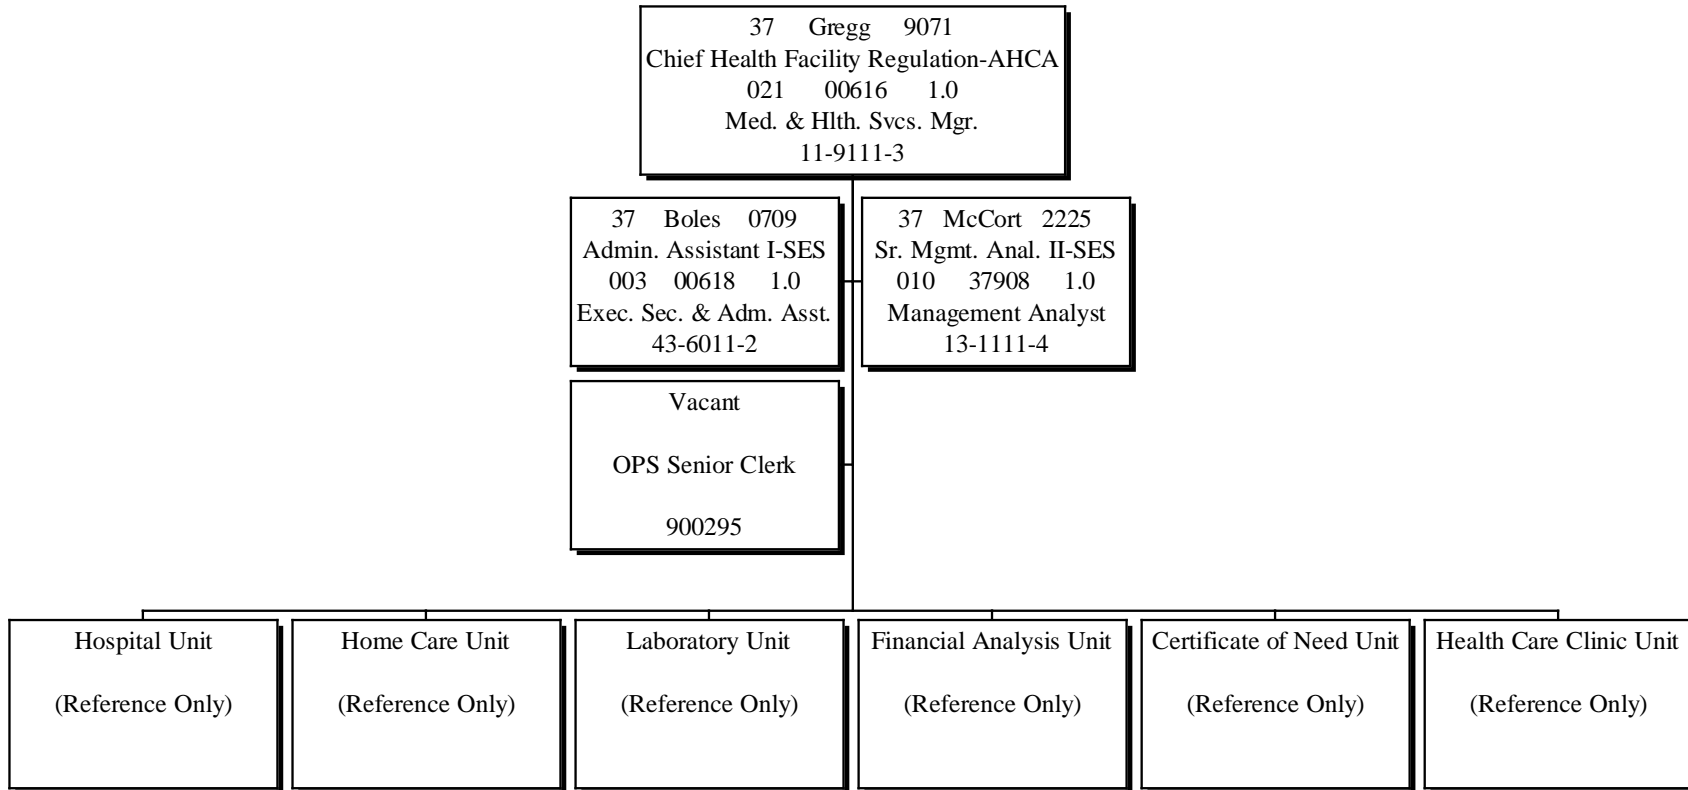 37 Gregg 9071
Chief Health Facility Regulation-AHCA
021 00616 1.0
Med. & Hlth. Svcs. Mgr.
11-9111-3
37 Boles 0709
Admin. Assistant I-SES
003 00618 1.0
Exec. Sec. & Adm. Asst.
43-6011-2
37 McCort 2225
Sr. Mgmt. Anal. II-SES
010 37908 1.0
Management Analyst
13-1111-4
Vacant
OPS Senior Clerk
900295
Hospital Unit
(Reference Only)
Home Care Unit
(Reference Only)
Laboratory Unit
(Reference Only)
Financial Analysis Unit
(Reference Only)
Certificate of Need Unit
(Reference Only)
Health Care Clinic Unit
(Reference Only)